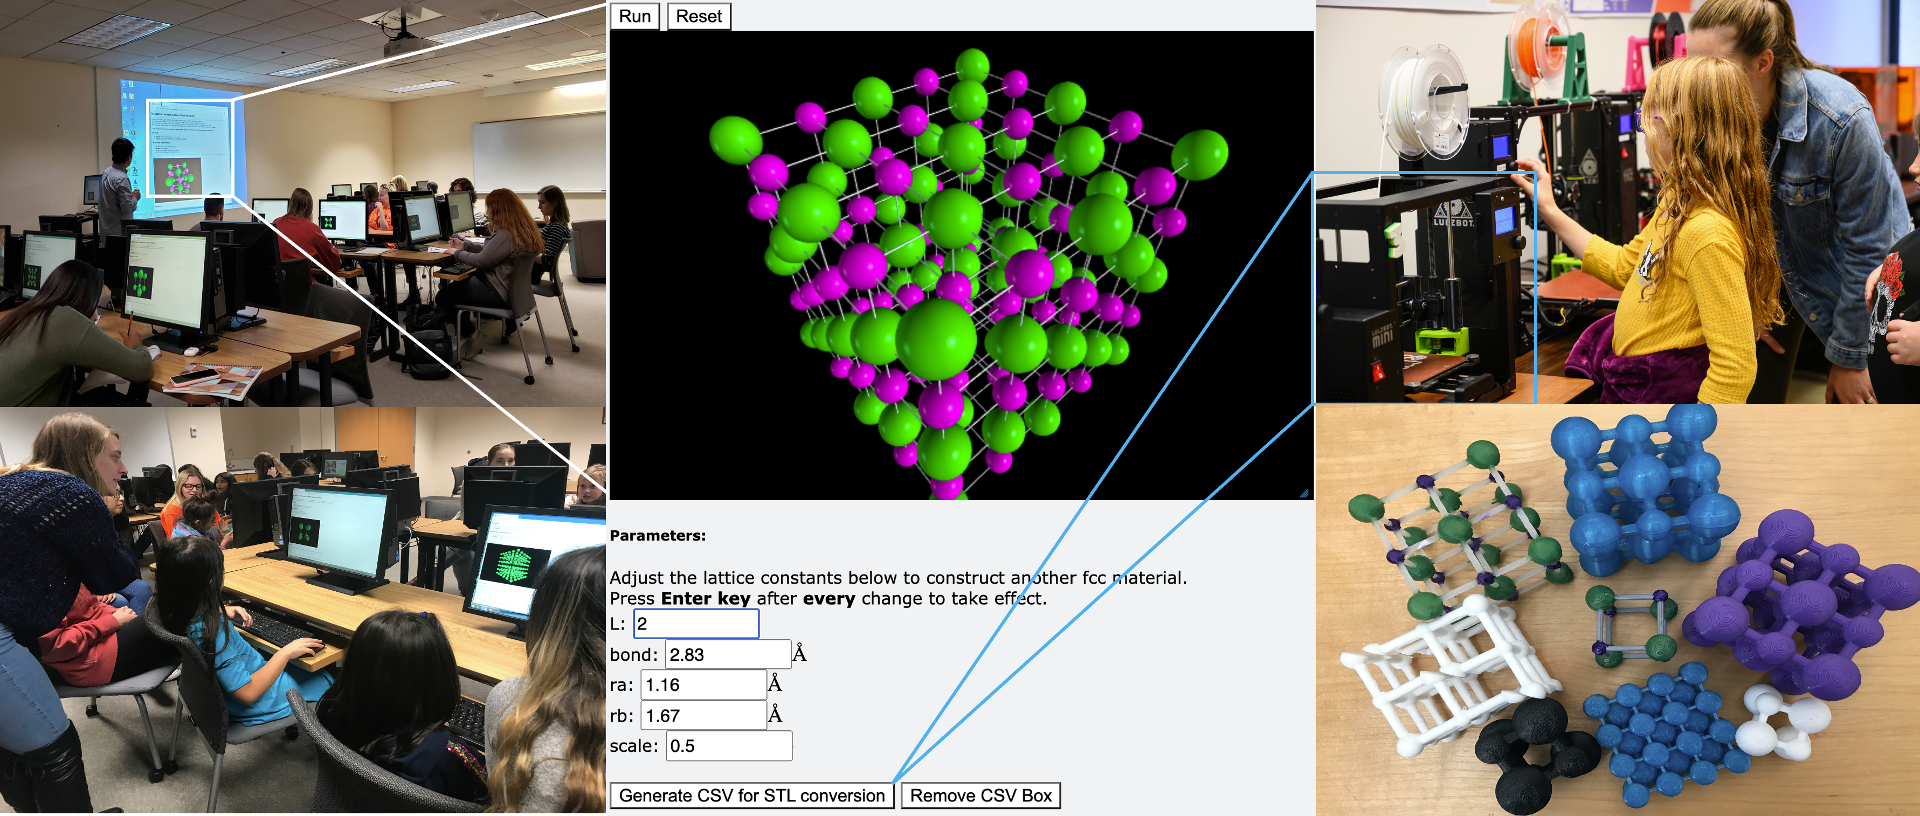 Run Reset
Parameters:
Adjust the lattice constants below to construct another fcc material.
Press Enter key after every change to take effect.
L: 2
bond: 2.83 Å
ra: 1.16 Å
rb: 1.67 Å
scale: 0.5
Generate CSV for STL conversion Remove CSV Box
LULZBOT
LULZBOT
MINI